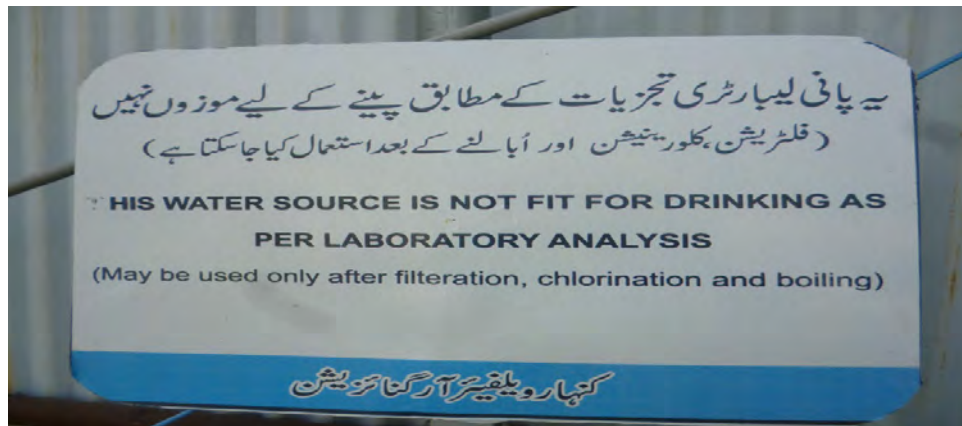 یہ پانی لیبارٹری تجزیات کے مطابق پینے کے لیے موزوں نہیں
(فلٹریشن، کلورینیشن اور اُبالنے کے بعد استعمال کیا جاسکتا ہے)
HIS WATER SOURCE IS NOT FIT FOR DRINKING AS
PER LABORATORY ANALYSIS
(May be used only after filteration, chlorination and boiling)
کنہار ویلفیئر آرگنائزیشن